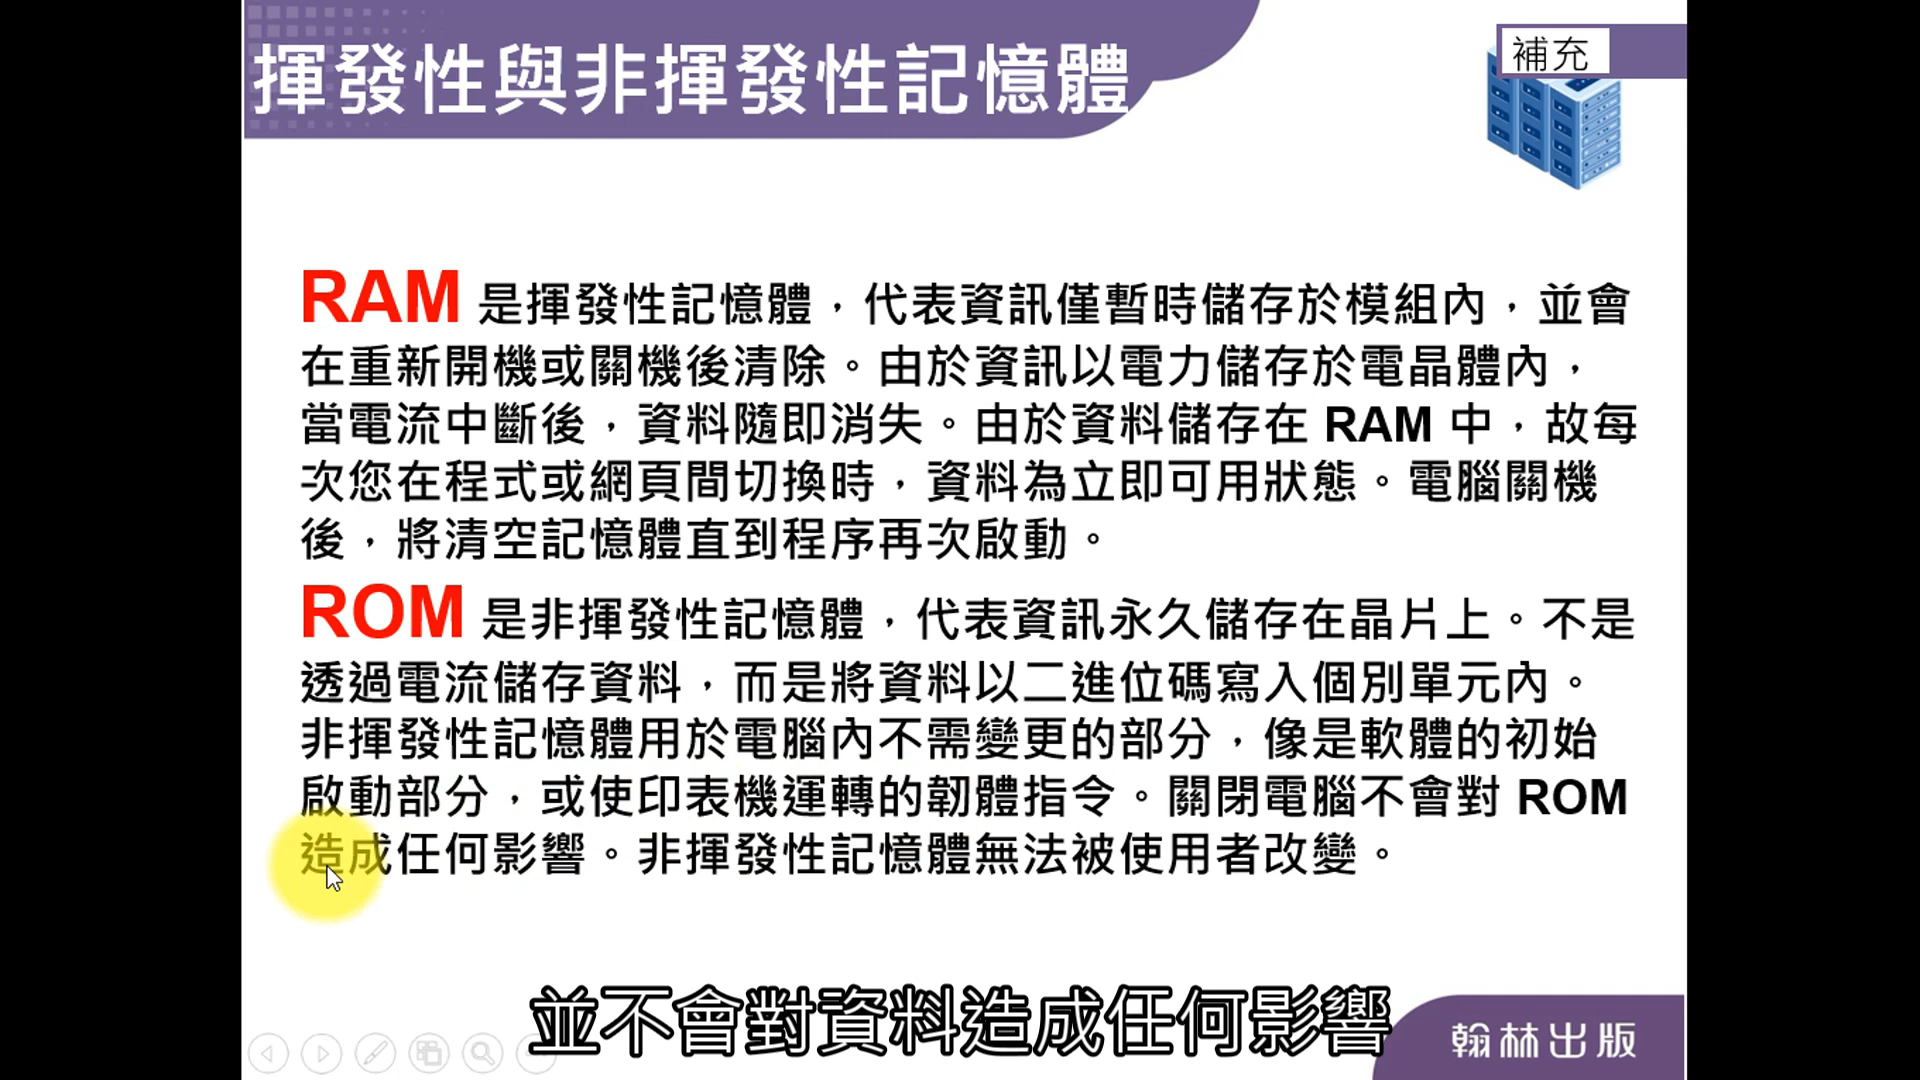 揮發性與非揮發性記憶體
補充
RAM 是揮發性記憶體，代表資訊僅暫時儲存於模組內，並會
在重新開機或關機後清除。由於資訊以電力儲存於電晶體內，
當電流中斷後，資料隨即消失。由於資料儲存在 RAM 中，故每
次您在程式或網頁間切換時，資料為立即可用狀態。電腦關機
後，將清空記憶體直到程序再次啟動。
ROM 是非揮發性記憶體，代表資訊永久儲存在晶片上。不是
透過電流儲存資料，而是將資料以二進位碼寫入個別單元內。
非揮發性記憶體用於電腦內不需變更的部分，像是軟體的初始
啟動部分，或使印表機運轉的韌體指令。關閉電腦不會對 ROM
造成任何影響。非揮發性記憶體無法被使用者改變。
並不會對資料造成任何影響
翰林出版